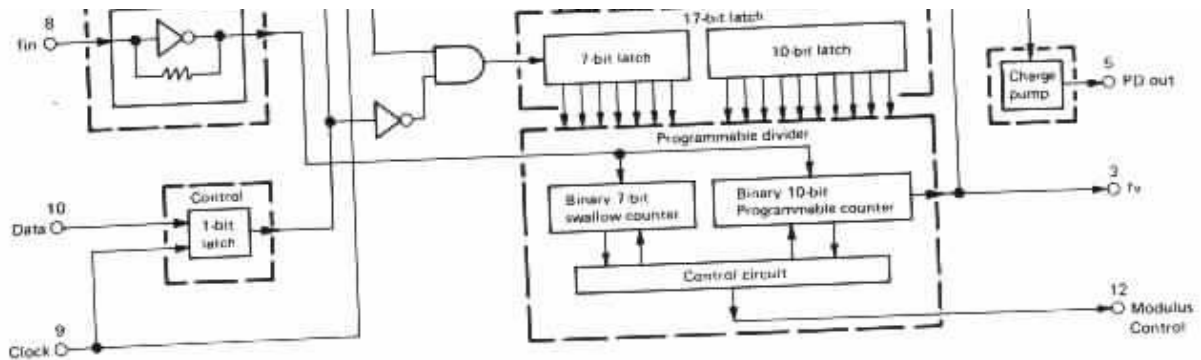 8
fin
17-bit latch
7-bit latch
10-bit latch
Charge
pump
5
PD out
Programmable divider
Control
10
Data
1-bit
latch
Binary 7-bit
swallow counter
Binary 10-bit
Programmable counter
3
fv
Control circuit
12
Modulus
Control
9
Clock